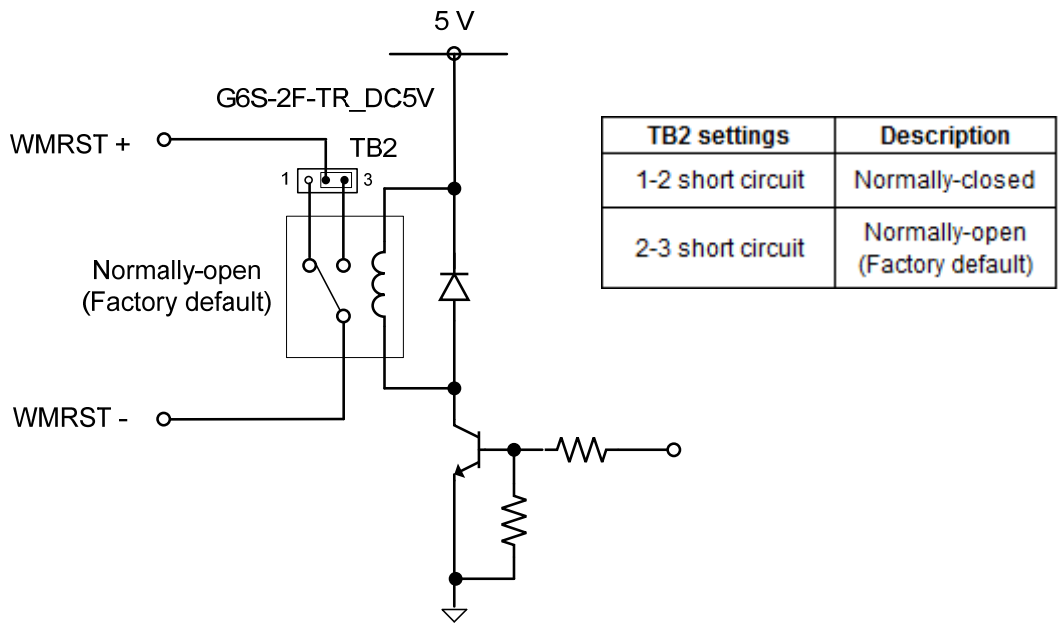 5 V
G6S-2F-TR_DC5V
WMRST +
TB2
1
3
Normally-open
(Factory default)
WMRST -
TB2 settings Description
1-2 short circuit Normally-closed
2-3 short circuit Normally-open
(Factory default)